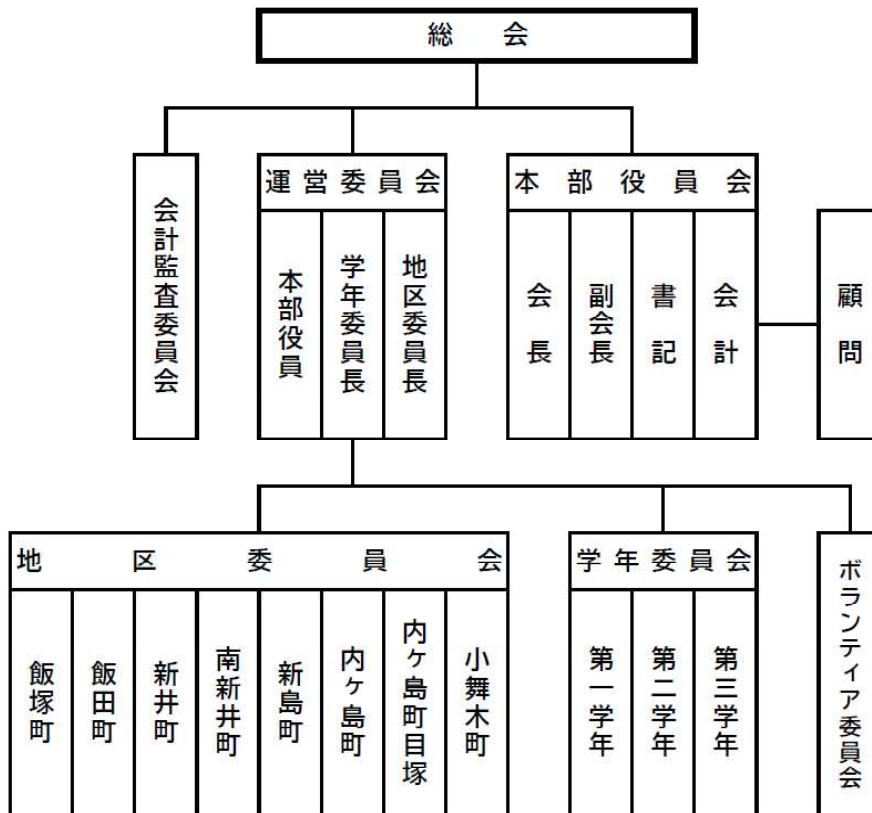 総会
会計監査委員会
運営委員会
本部役員
学年委員長
地区委員長
本部役員会
会長
副会長
書記
会計
顧問
地区委員会
飯塚町
飯田町
新井町
南新井町
新島町
内ヶ島町
内ヶ島町目塚
小舞木町
学年委員会
第一学年
第二学年
第三学年
ボランティア委員会